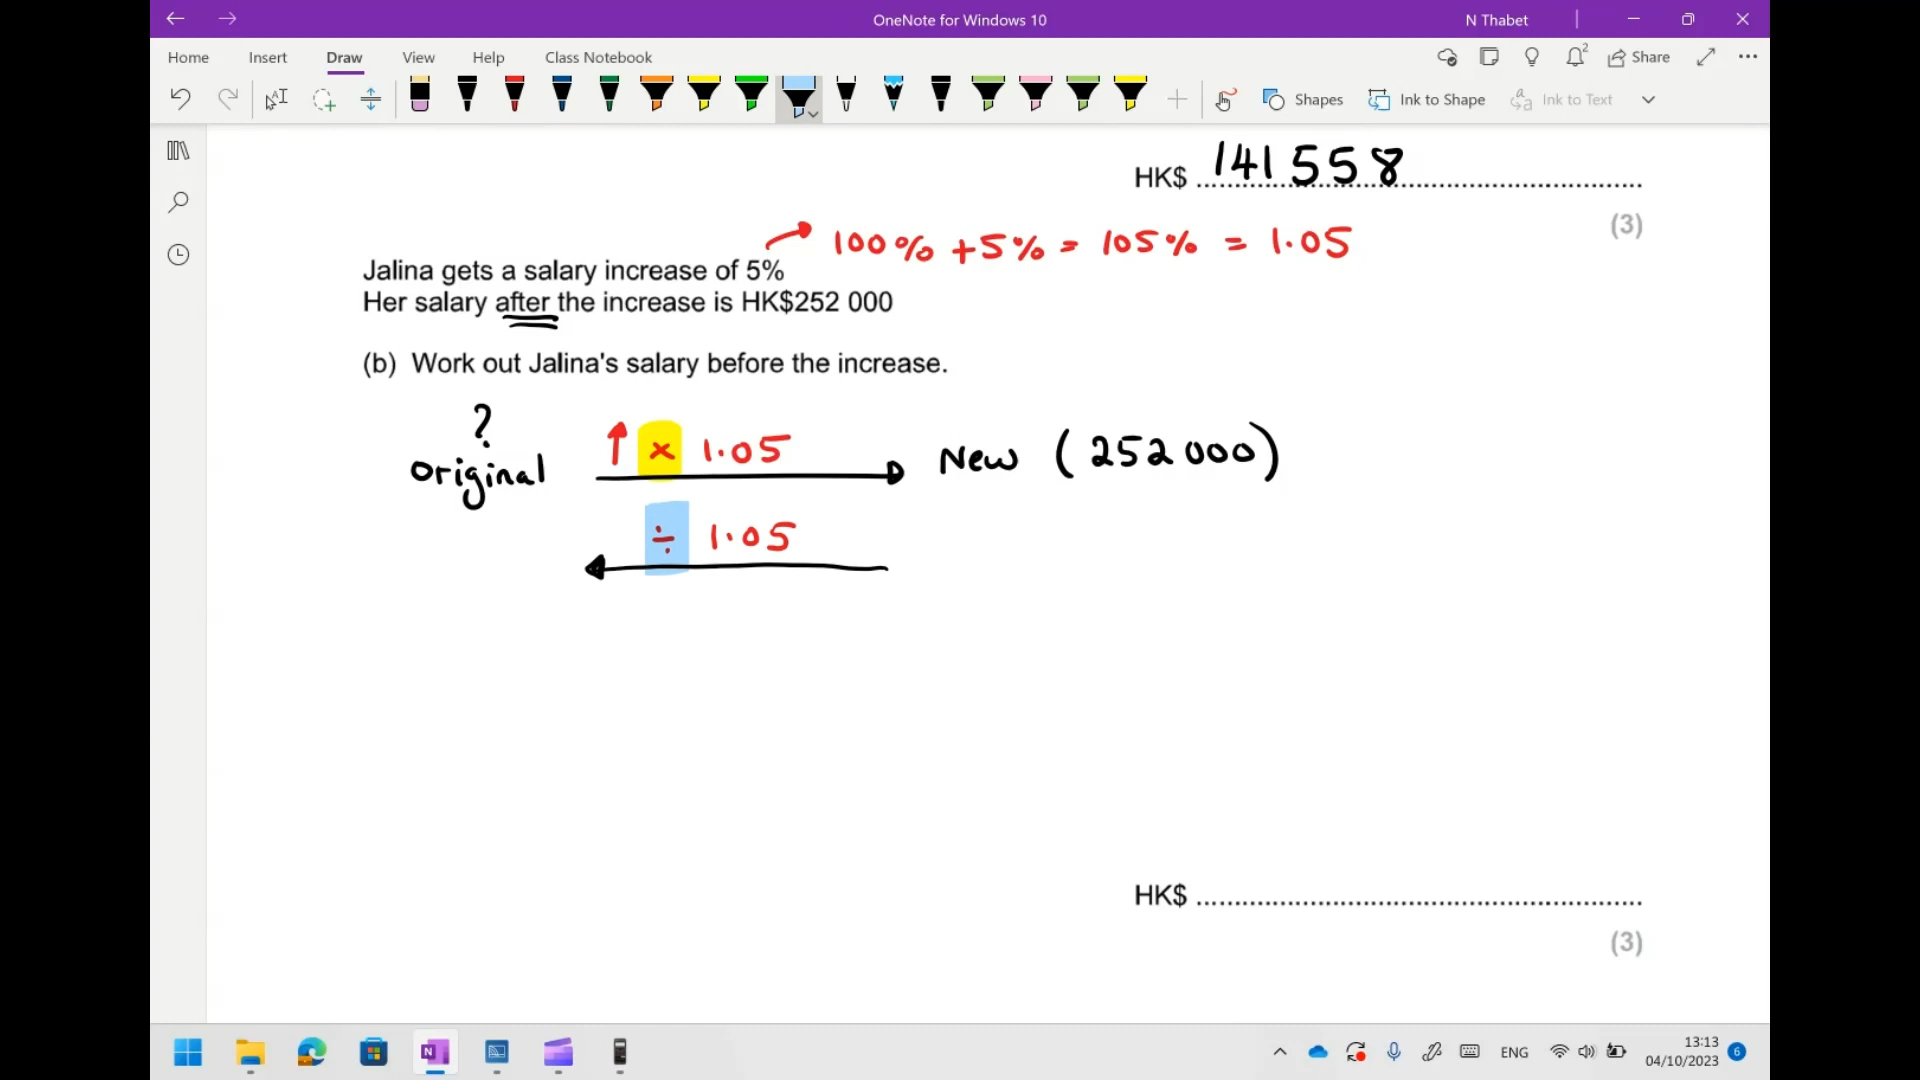 OneNote for Windows 10
N Thabet
Home Insert Draw View Help Class Notebook
2
Share
Shapes
Ink to Shape
Ink to Text
HK$ 141558
(3)
100% + 5% = 105% = 1.05
Jalina gets a salary increase of 5%
Her salary after the increase is HK$252 000
(b) Work out Jalina's salary before the increase.
?
original ↑ × 1.05 New (252000)
÷ 1.05
HK$
(3)
ENG
13:13
04/10/2023
6